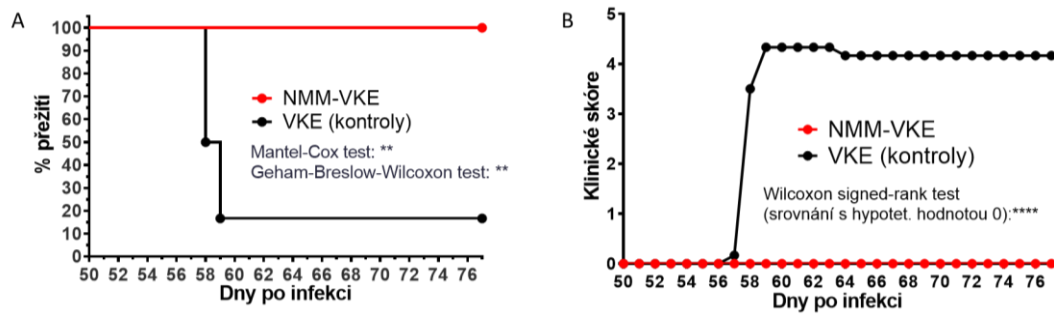 A
% přežití
100
90
80
70
60
50
40
30
20
10
0
NMM-VKE
VKE (kontroly)
Mantel-Cox test: **
Geham-Breslow-Wilcoxon test: **
50 52 54 56 58 60 62 64 66 68 70 72 74 76
Dny po infekci
B
Klinické skóre
5
4
3
2
1
0
NMM-VKE
VKE (kontroly)
Wilcoxon signed-rank test
(srovnání s hypotet. hodnotou 0):****
50 52 54 56 58 60 62 64 66 68 70 72 74 76
Dny po infekci